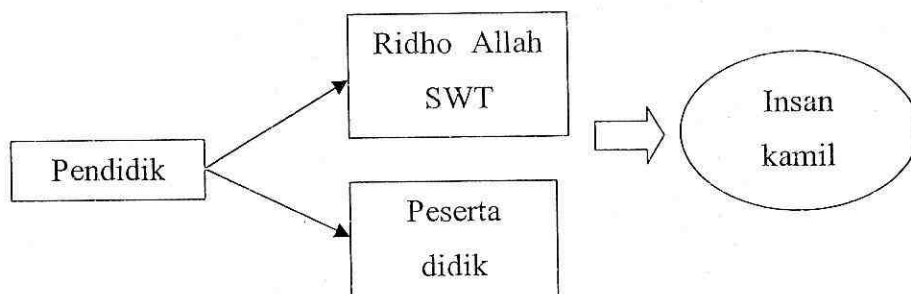 Ridho Allah
SWT
Insan
kamil
Pendidik
Peserta
didik